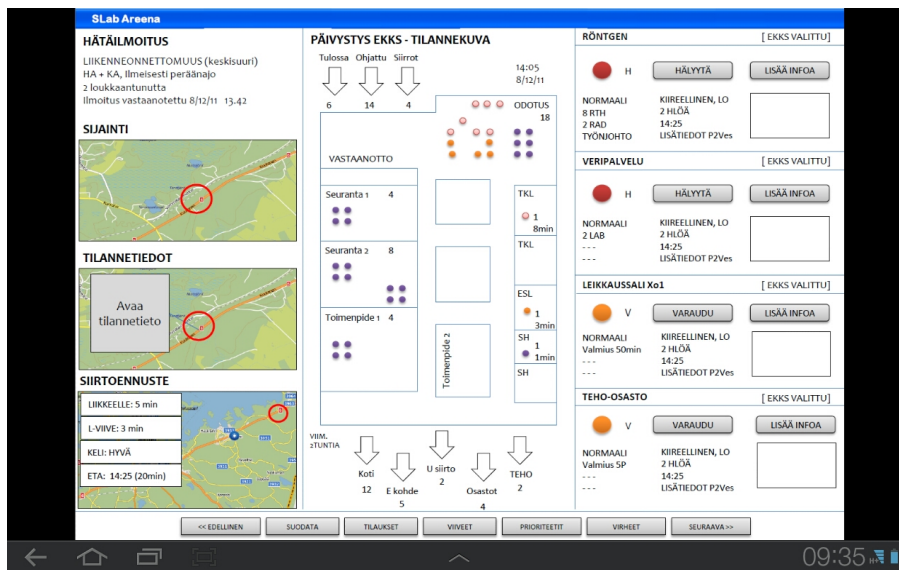 SLab Areena
HÄTÄILMOITUS
LIIKENNEONNETTOMUUS (keskisuuri)
HA + KA, Ilmeisesti peräänajo
2 loukkaantunutta
Ilmoitus vastaanotettu 8/12/11 13.42
SIJAINTI
TILANNETIEDOT
Avaa
tilannetieto
SIIRTOENNUSTE
LIIKKEELLE: 5 min
L-VIIVE: 3 min
KELI: HYVÄ
ETA: 14:25 (20min)
PÄIVYSTYS EKKS - TILANNEKUVA
Tulossa Ohjattu Siirrot
14:05
8/12/11
6 14 4
ODOTUS
18
VASTAANOTTO
Seuranta 1 4
TKL
1
8min
Seuranta 2 8
TKL
ESL
1
3min
Toimenpide 1 4
Toimenpide 2
SH
1
1min
SH
VIIM.
2TUNTIA
Koti
12
E kohde
5
U siirto
2
Osastot
4
TEHO
2
RÖNTGEN [ EKKS VALITTU]
H HÄLYYTÄ LISÄÄ INFOA
NORMAALI KIIREELLINEN, LO
8 RTH 2 HLÖÄ
2 RAD 14:25
TYÖNJOHTO LISÄTIEDOT P2Ves
VERIPALVELU [ EKKS VALITTU]
H HÄLYYTÄ LISÄÄ INFOA
NORMAALI KIIREELLINEN, LO
2 LAB 2 HLÖÄ
- - - 14:25
- - - LISÄTIEDOT P2Ves
LEIKKAUSSALI X01 [ EKKS VALITTU]
V VARAUDU LISÄÄ INFOA
NORMAALI KIIREELLINEN, LO
Valmius 50min 2 HLÖÄ
- - - 14:25
- - - LISÄTIEDOT P2Ves
TEHO-OSASTO [ EKKS VALITTU]
V VARAUDU LISÄÄ INFOA
NORMAALI KIIREELLINEN, LO
Valmius 5P 2 HLÖÄ
- - - 14:25
- - - LISÄTIEDOT P2Ves
<< EDELLINEN SUODATA TILAUKSET VIIVEET PRIORITEETIT VIRHEET SEURAAVA >>
09:35